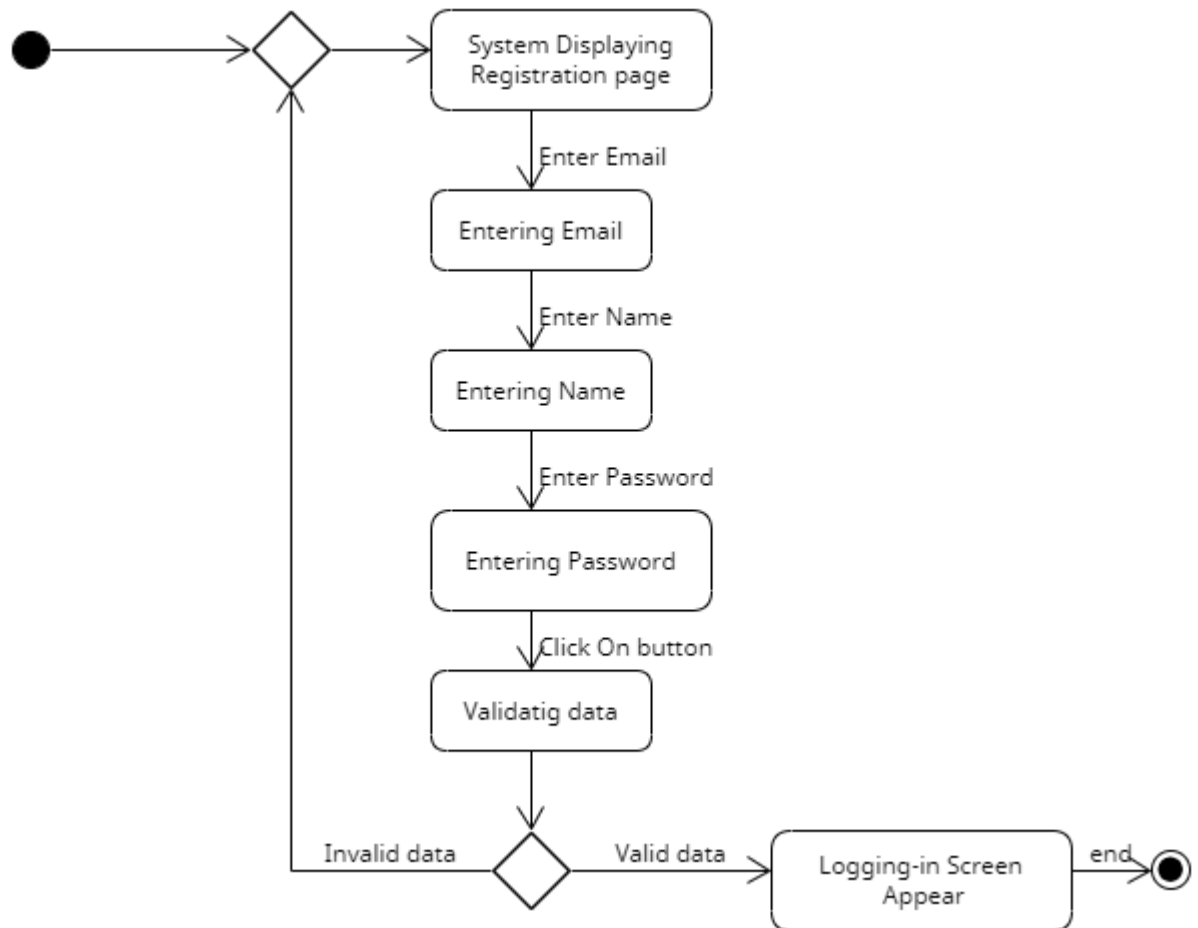 System Displaying
Registration page
Enter Email
Entering Email
Enter Name
Entering Name
Enter Password
Entering Password
Click On button
Validatig data
Invalid data
Valid data
Logging-in Screen
Appear
end